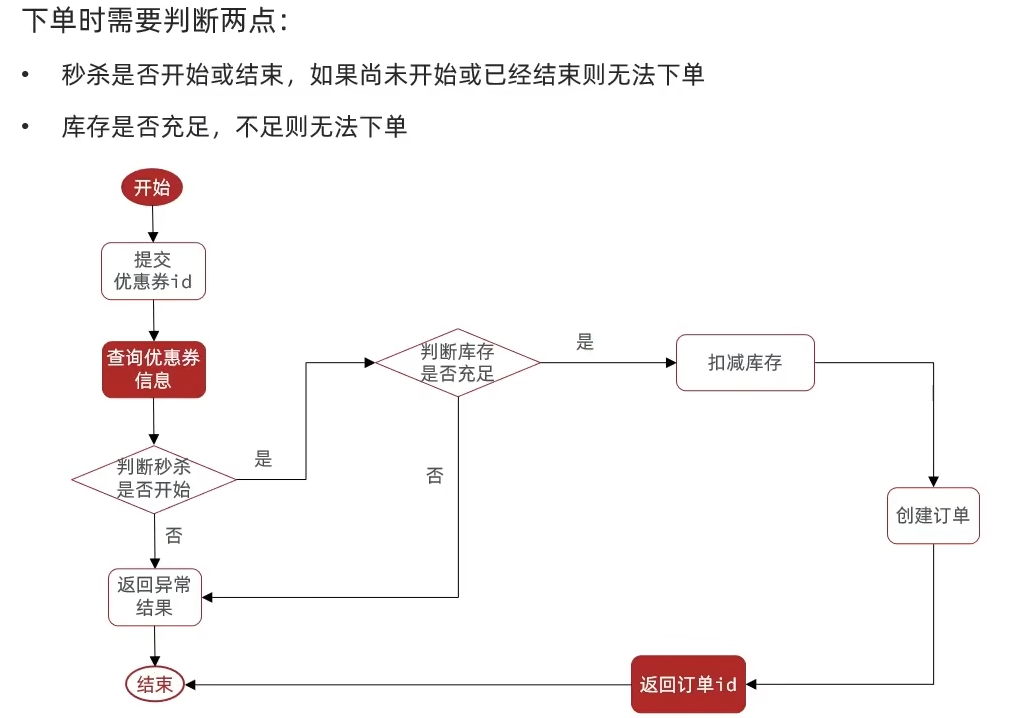 下单时需要判断两点：
• 秒杀是否开始或结束，如果尚未开始或已经结束则无法下单
• 库存是否充足，不足则无法下单
开始
提交
优惠券id
查询优惠券
信息
判断秒杀
是否开始
是
否
返回异常
结果
结束
判断库存
是否充足
是
否
扣减库存
创建订单
返回订单id